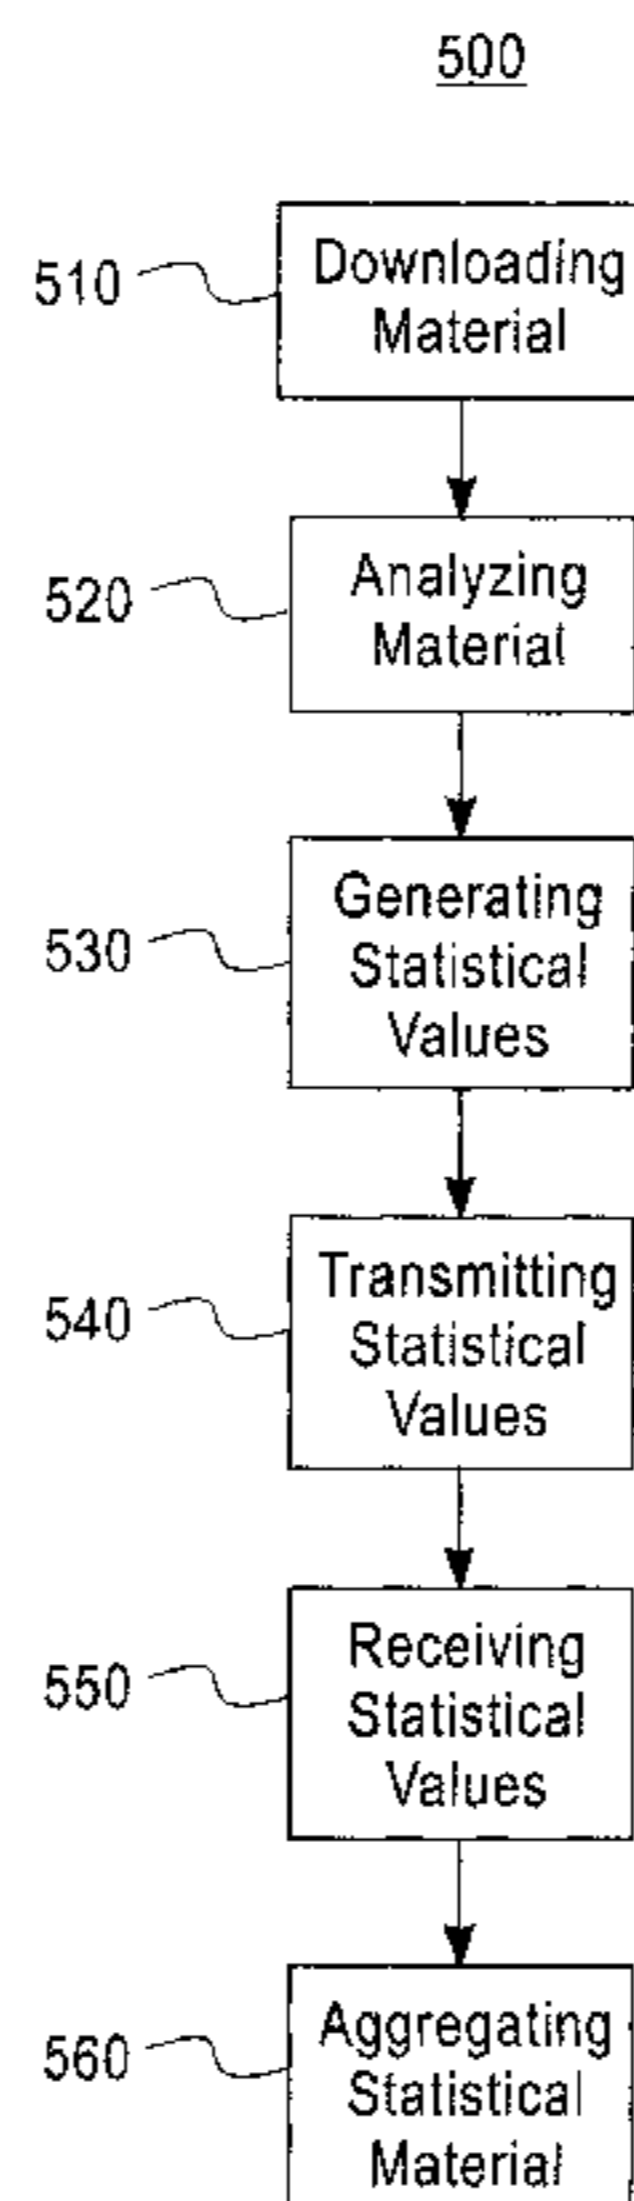 500
510
Downloading
Material
520
Analyzing
Material
530
Generating
Statistical
Values
540
Transmitting
Statistical
Values
550
Receiving
Statistical
Values
560
Aggregating
Statistical
Material